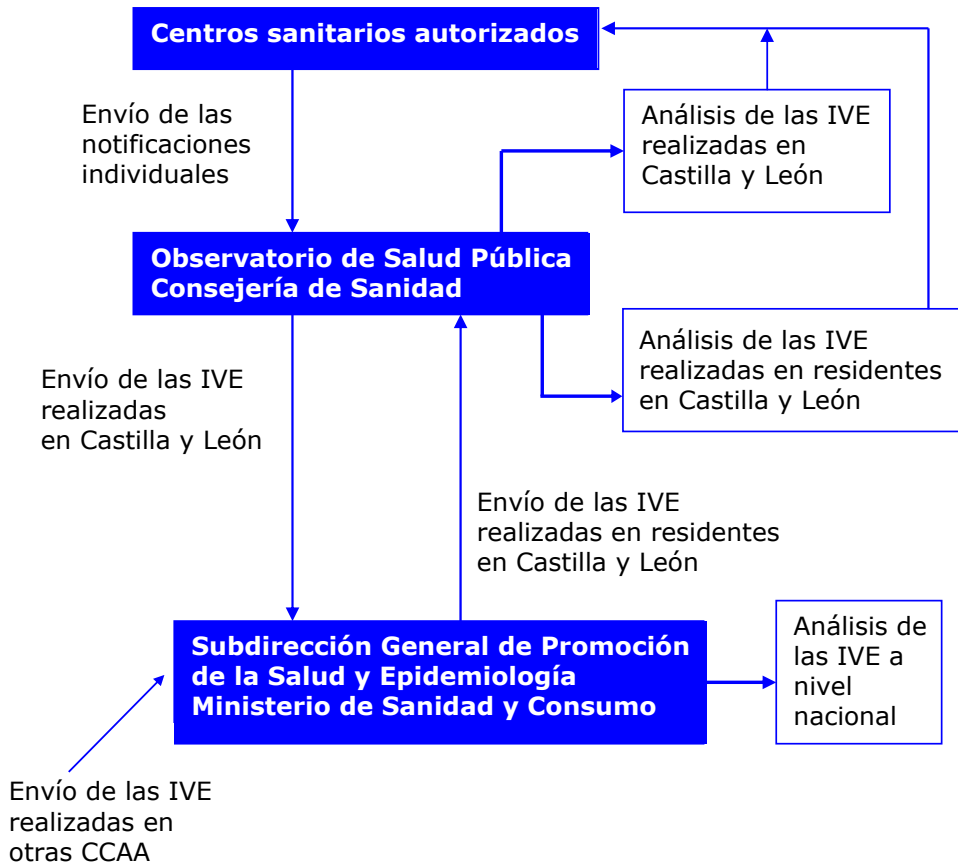 Centros sanitarios autorizados
Envío de las
notificaciones
individuales
Análisis de las IVE
realizadas en
Castilla y León
Observatorio de Salud Pública
Consejería de Sanidad
Análisis de las IVE
realizadas en residentes
en Castilla y León
Envío de las IVE
realizadas
en Castilla y León
Envío de las IVE
realizadas en residentes
en Castilla y León
Subdirección General de Promoción
de la Salud y Epidemiología
Ministerio de Sanidad y Consumo
Análisis de
las IVE a
nivel
nacional
Envío de las IVE
realizadas en
otras CCAA